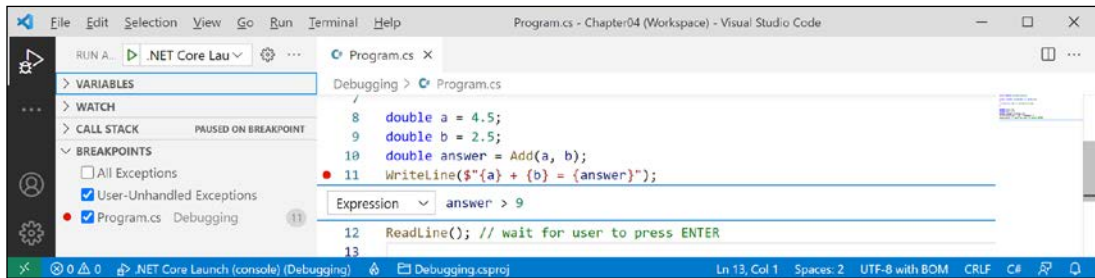 File Edit Selection View Go Run Terminal Help Program.cs - Chapter04 (Workspace) - Visual Studio Code
RUN A... .NET Core Lau ...
Program.cs
VARIABLES
Debugging > Program.cs
WATCH
7
CALL STACK PAUSED ON BREAKPOINT
8 double a = 4.5;
9 double b = 2.5;
BREAKPOINTS
10 double answer = Add(a, b);
All Exceptions
11 WriteLine($"{a} + {b} = {answer}");
User-Unhandled Exceptions
Expression answer > 9
Program.cs Debugging 11
12 ReadLine(); // wait for user to press ENTER
13
0 0 .NET Core Launch (console) (Debugging) Debugging.csproj Ln 13, Col 1 Spaces: 2 UTF-8 with BOM CRLF C#